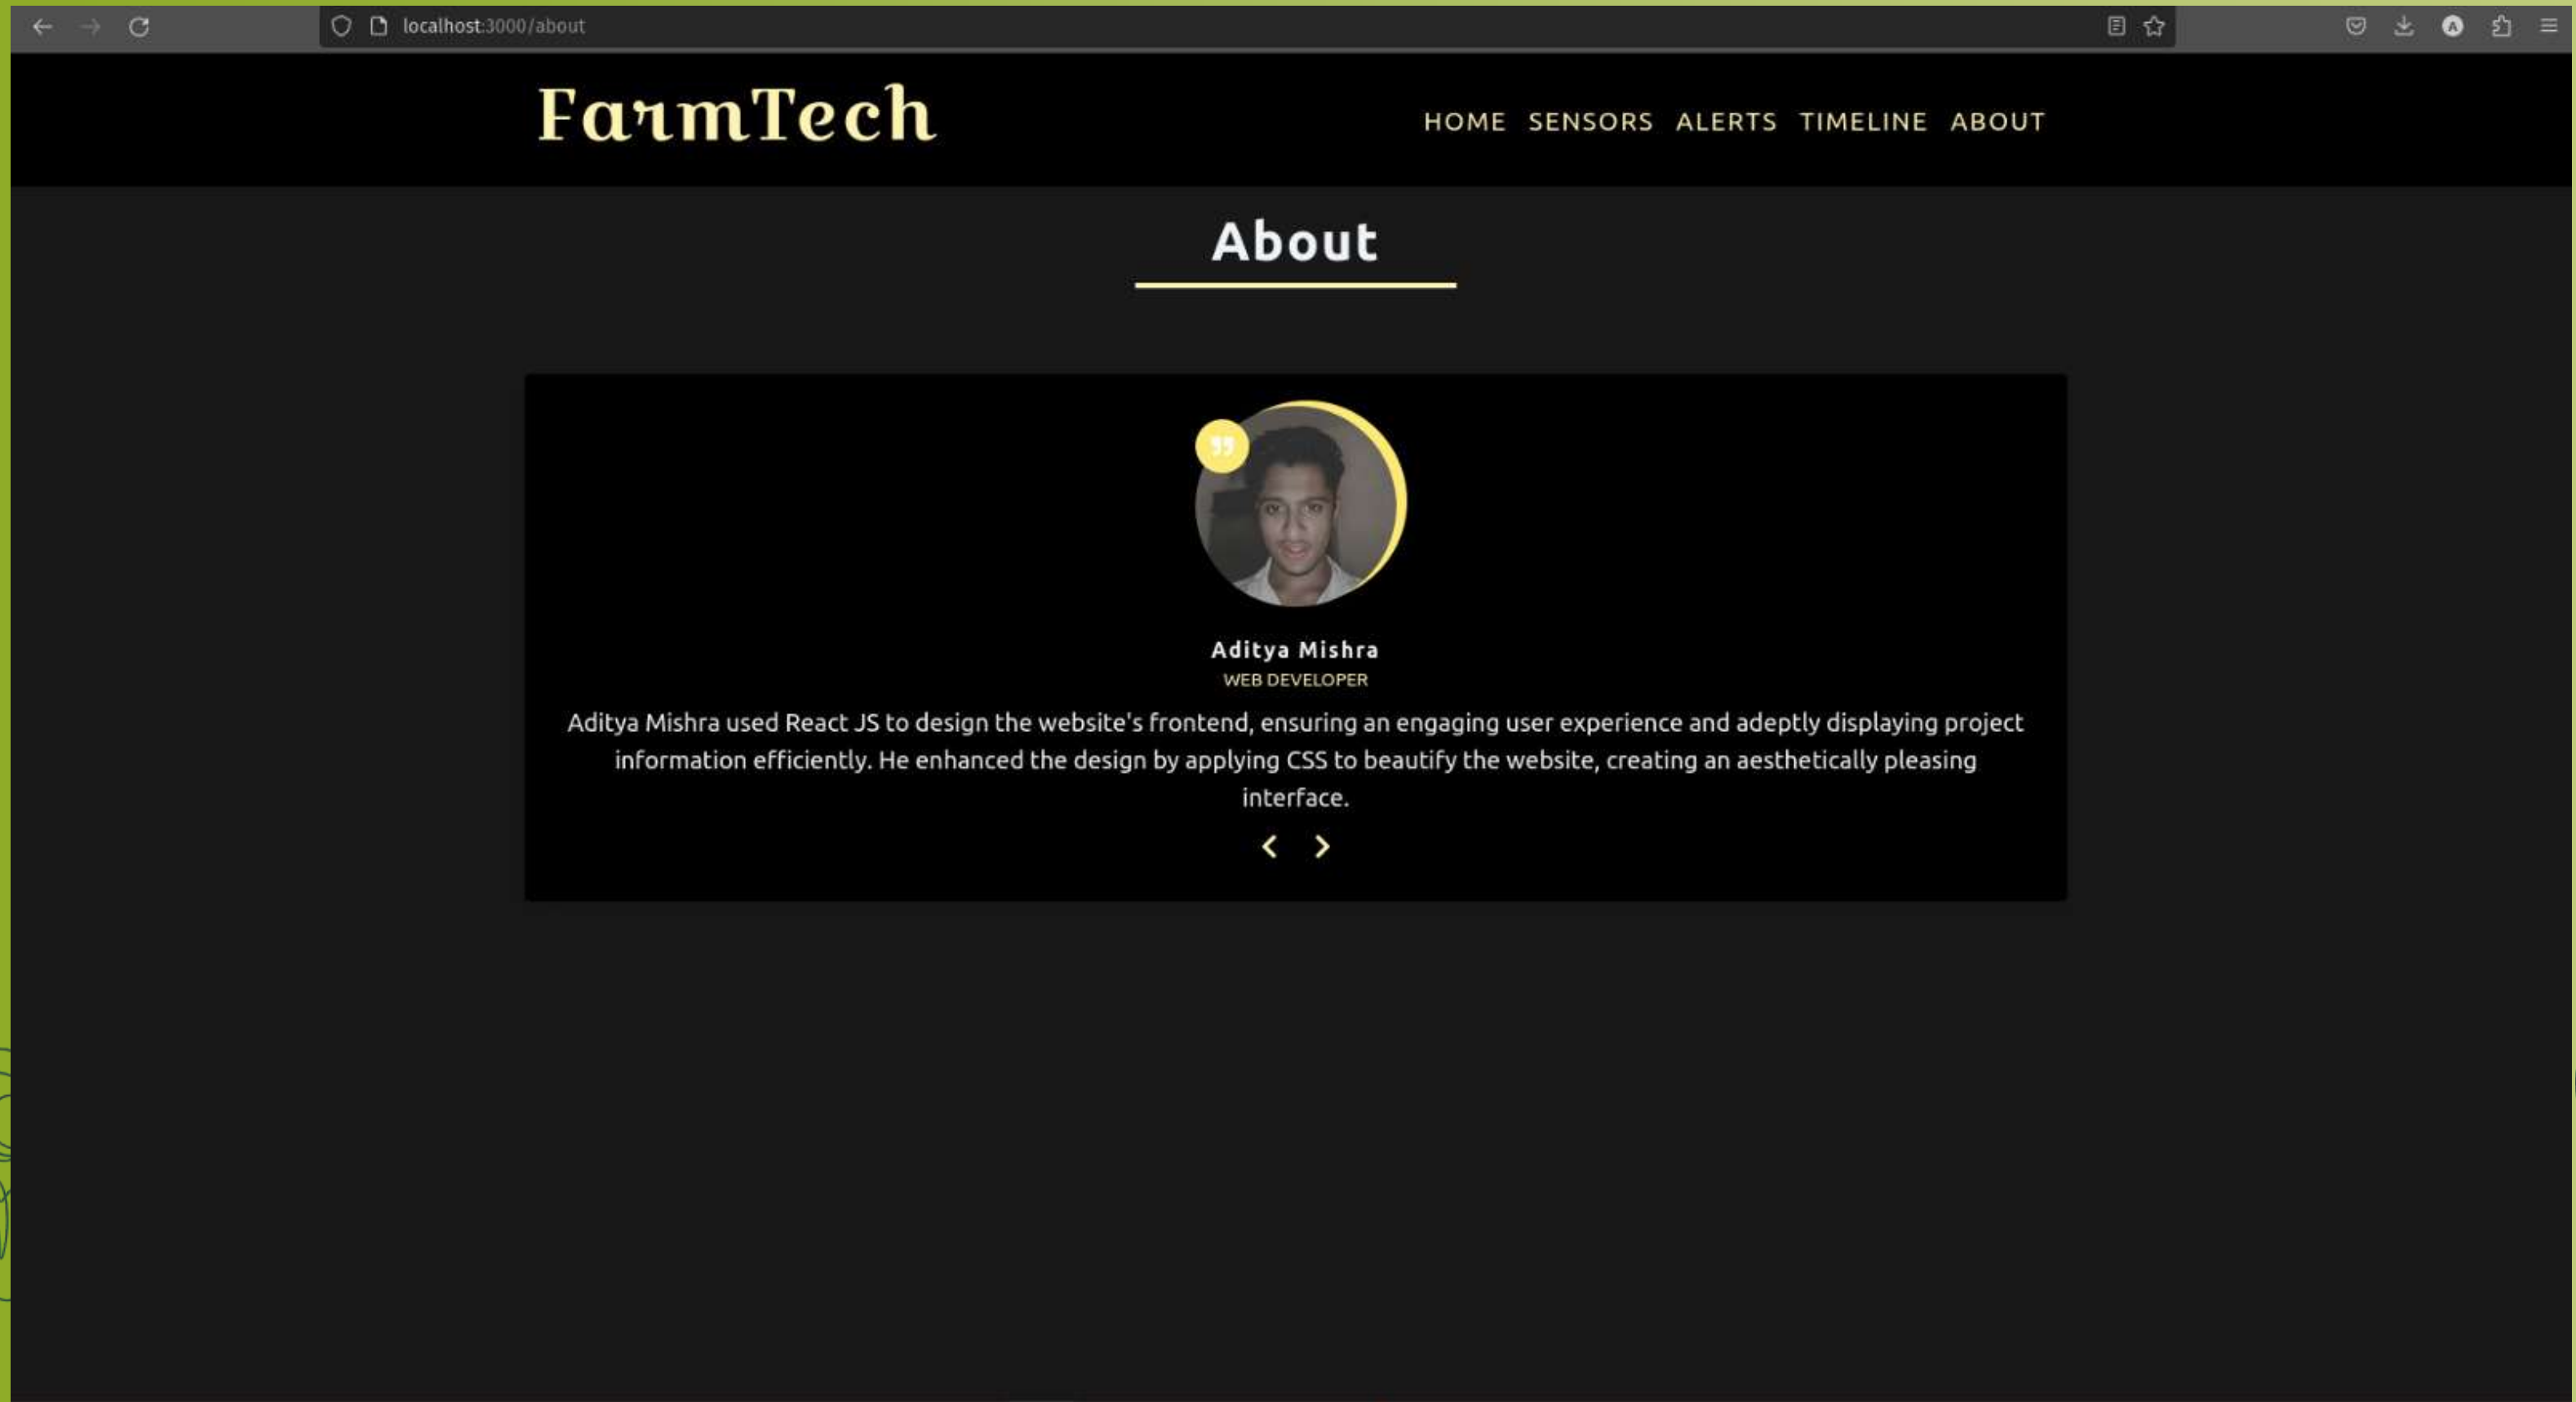 localhost:3000/about
A
FarmTech
HOME SENSORS ALERTS TIMELINE ABOUT
About
Aditya Mishra
WEB DEVELOPER
Aditya Mishra used React JS to design the website's frontend, ensuring an engaging user experience and adeptly displaying project
information efficiently. He enhanced the design by applying CSS to beautify the website, creating an aesthetically pleasing
interface.